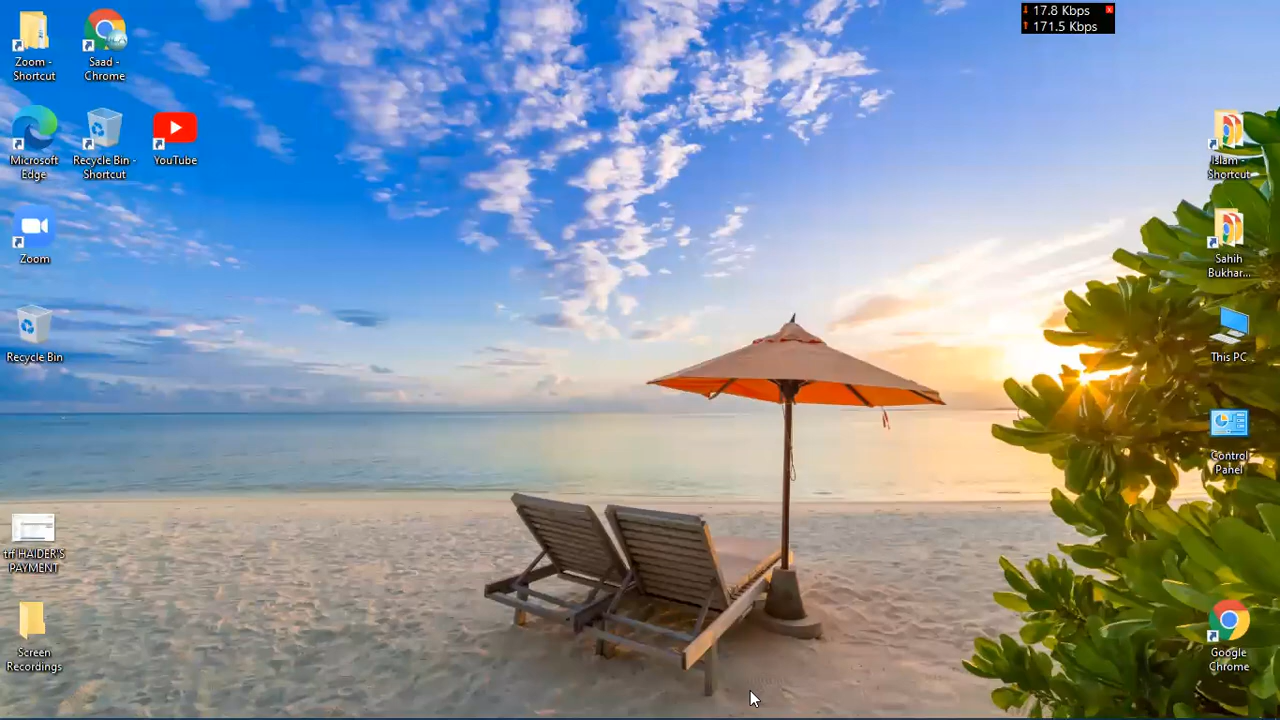 17.8 Kbps
171.5 Kbps
Zoom -
Shortcut
Saad -
Chrome
Microsoft
Edge
Recycle Bin -
Shortcut
YouTube
Zoom
Recycle Bin
trf HAIDER'S
PAYMENT
Screen
Recordings
Islam -
Shortcut
Sahih
Bukhar...
This PC
Control
Panel
Google
Chrome